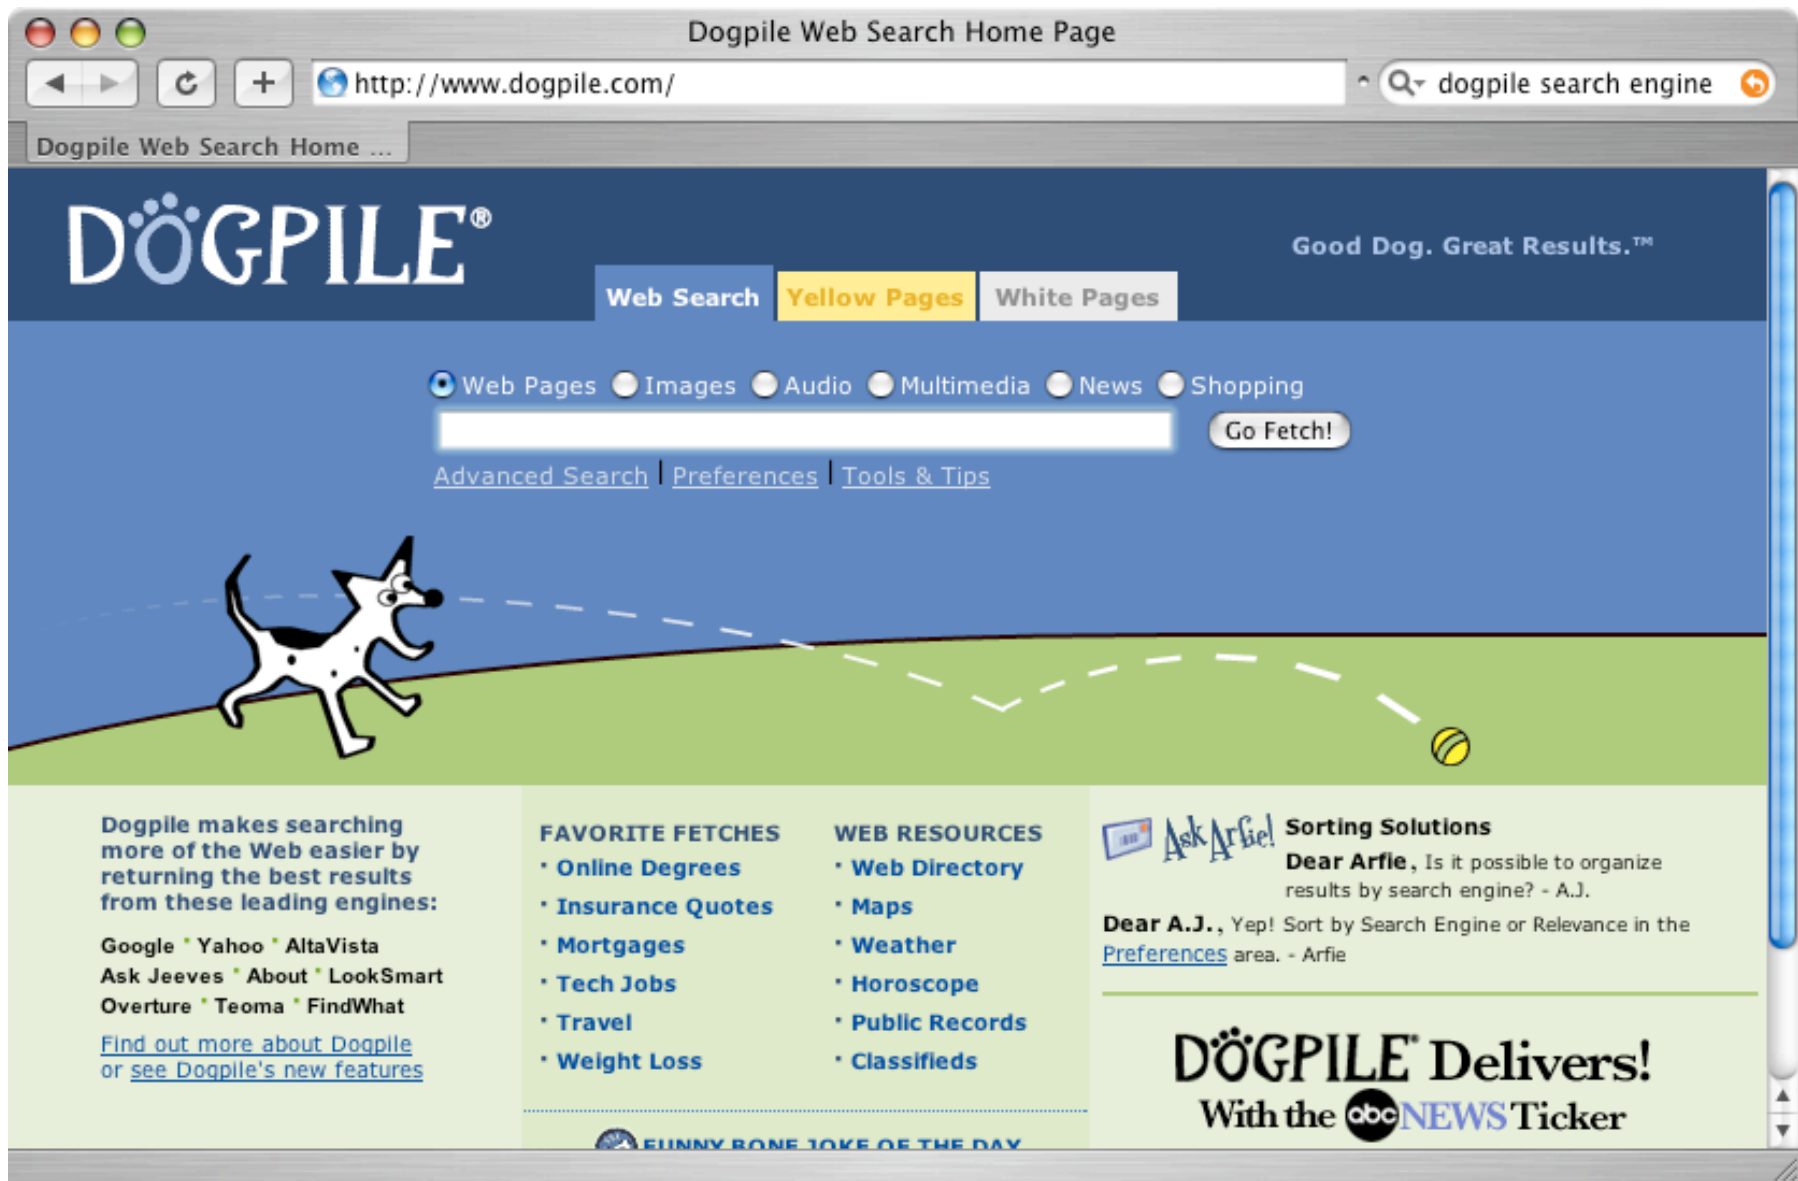 Dogpile Web Search Home Page
http://www.dogpile.com/
dogpile search engine
Dogpile Web Search Home ...
DOGPILE®
Good Dog. Great Results.™
Web Search
Yellow Pages
White Pages
Web Pages Images Audio Multimedia News Shopping
Go Fetch!
Advanced Search | Preferences | Tools & Tips
Dogpile makes searching
more of the Web easier by
returning the best results
from these leading engines:
Google · Yahoo · AltaVista
Ask Jeeves · About · LookSmart
Overture · Teoma · FindWhat
Find out more about Dogpile
or see Dogpile's new features
FAVORITE FETCHES
· Online Degrees
· Insurance Quotes
· Mortgages
· Tech Jobs
· Travel
· Weight Loss
WEB RESOURCES
· Web Directory
· Maps
· Weather
· Horoscope
· Public Records
· Classifieds
FUNNY BONE JOKE OF THE DAY
Ask Arfie!
Sorting Solutions
Dear Arfie, Is it possible to organize
results by search engine? - A.J.
Dear A.J., Yep! Sort by Search Engine or Relevance in the
Preferences area. - Arfie
DOGPILE® Delivers!
With the abc NEWS Ticker